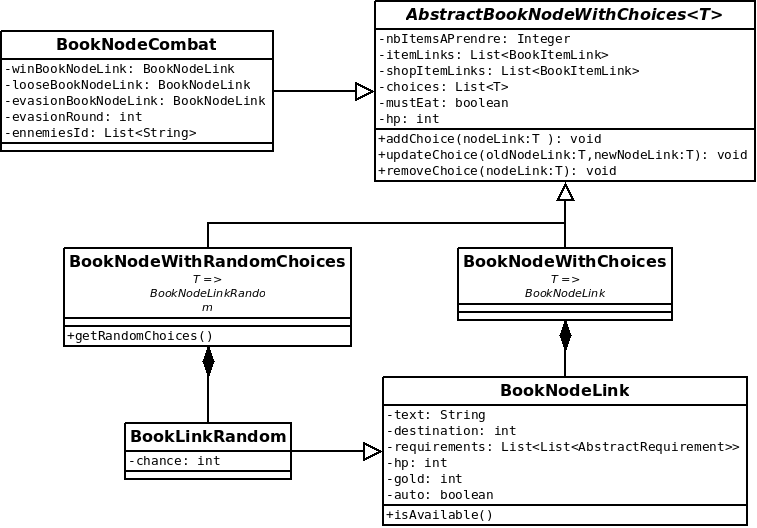 AbstractBookNodeWithChoices<T>
-nbItemsAPrendre: Integer
-itemLinks: List<BookItemLink>
-shopItemLinks: List<BookItemLink>
-choices: List<T>
-mustEat: boolean
-hp: int
+addChoice(nodeLink:T ): void
+updateChoice(oldNodeLink:T,newNodeLink:T): void
+removeChoice(nodeLink:T): void
BookNodeCombat
-winBookNodeLink: BookNodeLink
-looseBookNodeLink: BookNodeLink
-evasionBookNodeLink: BookNodeLink
-evasionRound: int
-ennemiesId: List<String>
BookNodeWithRandomChoices
T =>
BookNodeLinkRando
m
+getRandomChoices()
BookNodeWithChoices
T =>
BookNodeLink
BookLinkRandom
-chance: int
BookNodeLink
-text: String
-destination: int
-requirements: List<List<AbstractRequirement>>
-hp: int
-gold: int
-auto: boolean
+isAvailable()